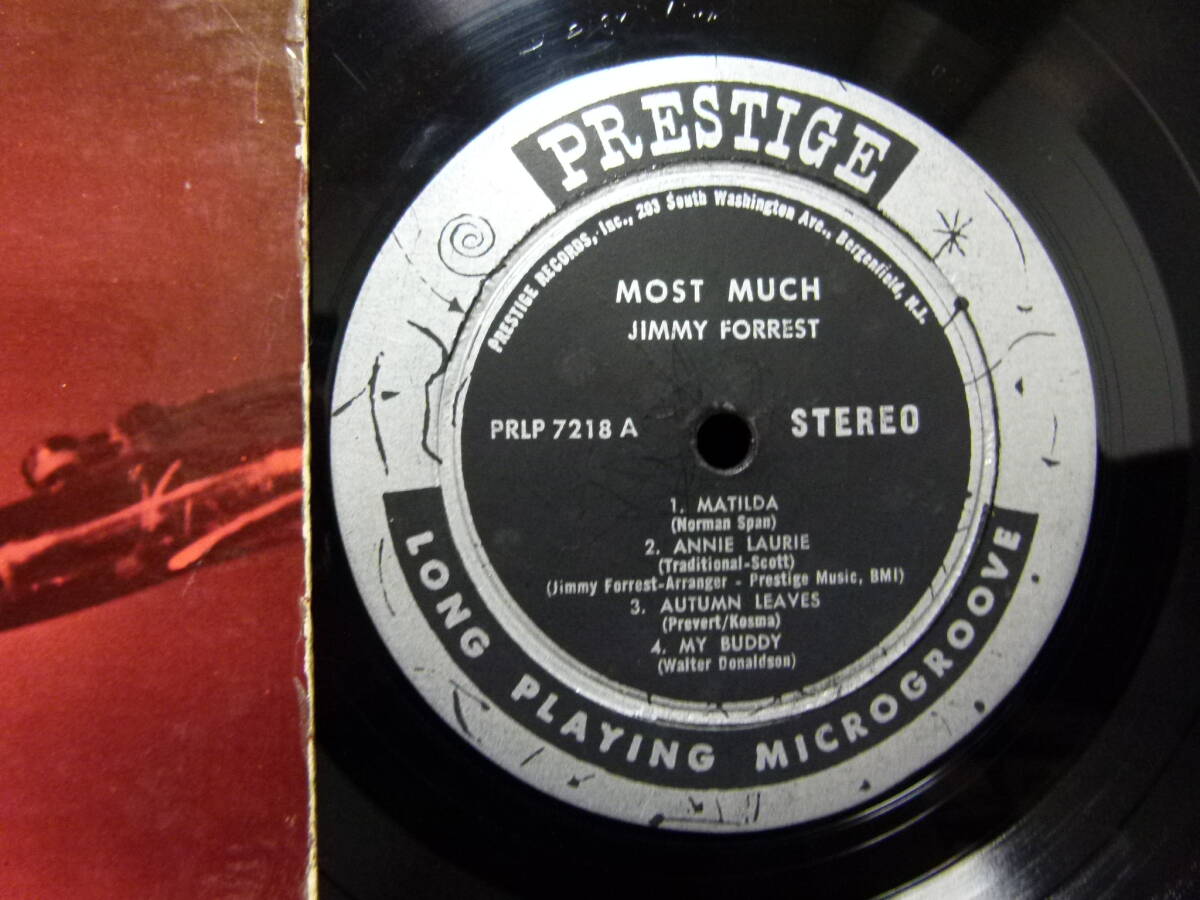 PRESTIGE
PRESTIGE RECORDS, Inc., 203 South Washington Ave., Bergenfield, N.J.
MOST MUCH
JIMMY FORREST
PRLP 7218 A
STEREO
1. MATILDA
(Norman Span)
2. ANNIE LAURIE
(Traditional-Scott)
(Jimmy Forrest-Arranger - Prestige Music, BMI)
3. AUTUMN LEAVES
(Prevert/Kosma)
4. MY BUDDY
(Walter Donaldson)
LONG PLAYING MICROGROOVE